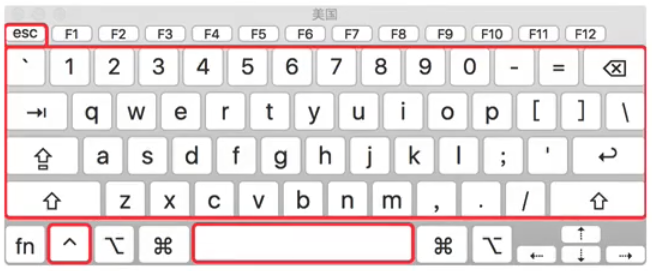 美国
esc F1 F2 F3 F4 F5 F6 F7 F8 F9 F10 F11 F12
` 1 2 3 4 5 6 7 8 9 0 - = ⌫
⇥ q w e r t y u i o p [ ] \
⇪ a s d f g h j k l ; ' ↩
⇧ z x c v b n m , . / ⇧
fn ^ ⌥ ⌘ ⌘ ⌥ ⇠ ⇡ ⇣ ⇢